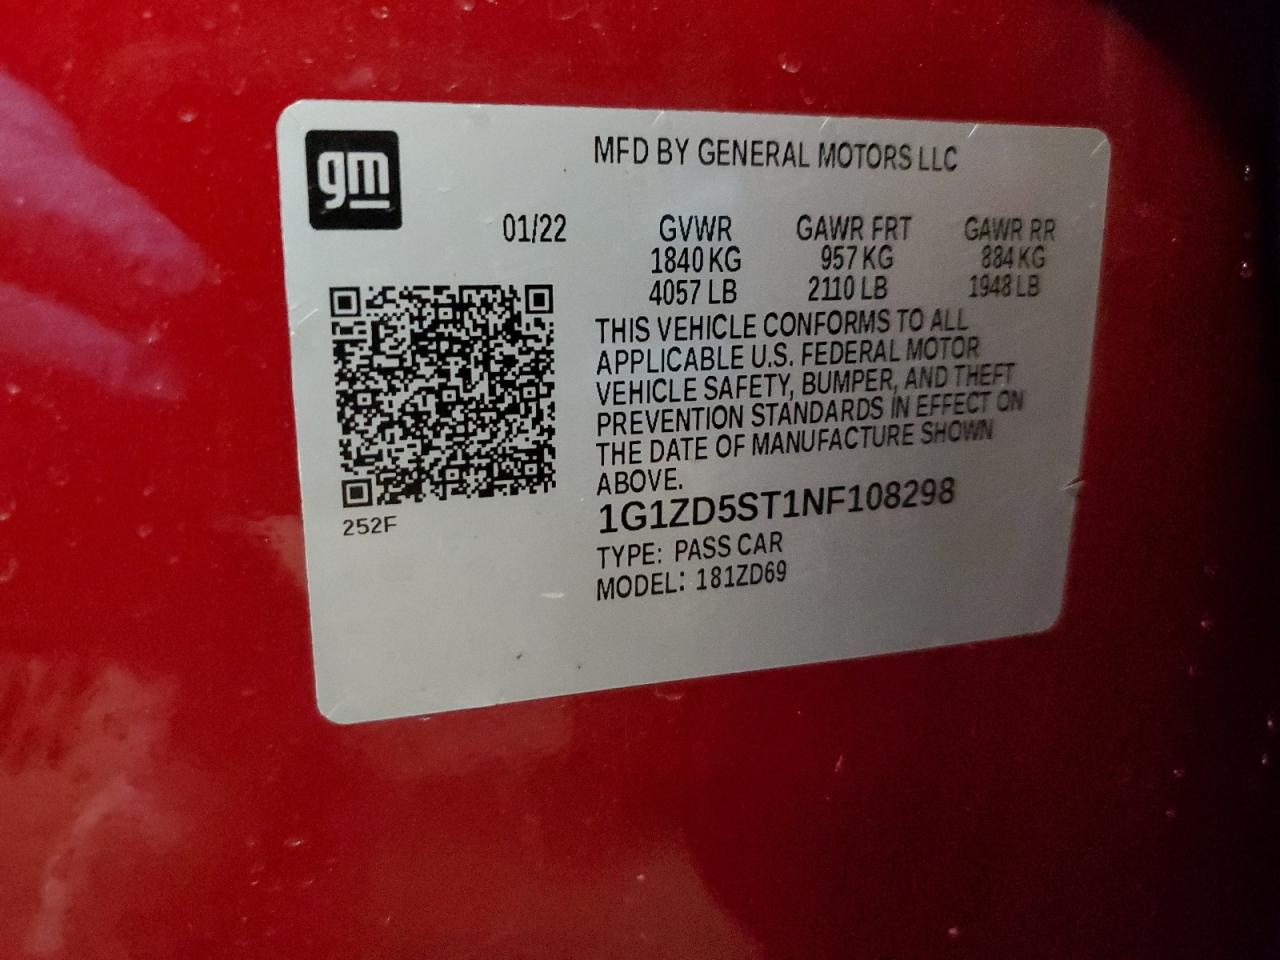 gm
MFD BY GENERAL MOTORS LLC
01/22 GVWR GAWR FRT GAWR RR
1840 KG 957 KG 884 KG
4057 LB 2110 LB 1948 LB
THIS VEHICLE CONFORMS TO ALL
APPLICABLE U.S. FEDERAL MOTOR
VEHICLE SAFETY, BUMPER, AND THEFT
PREVENTION STANDARDS IN EFFECT ON
THE DATE OF MANUFACTURE SHOWN
ABOVE.
1G1ZD5ST1NF108298
TYPE: PASS CAR
MODEL: 181ZD69
252F